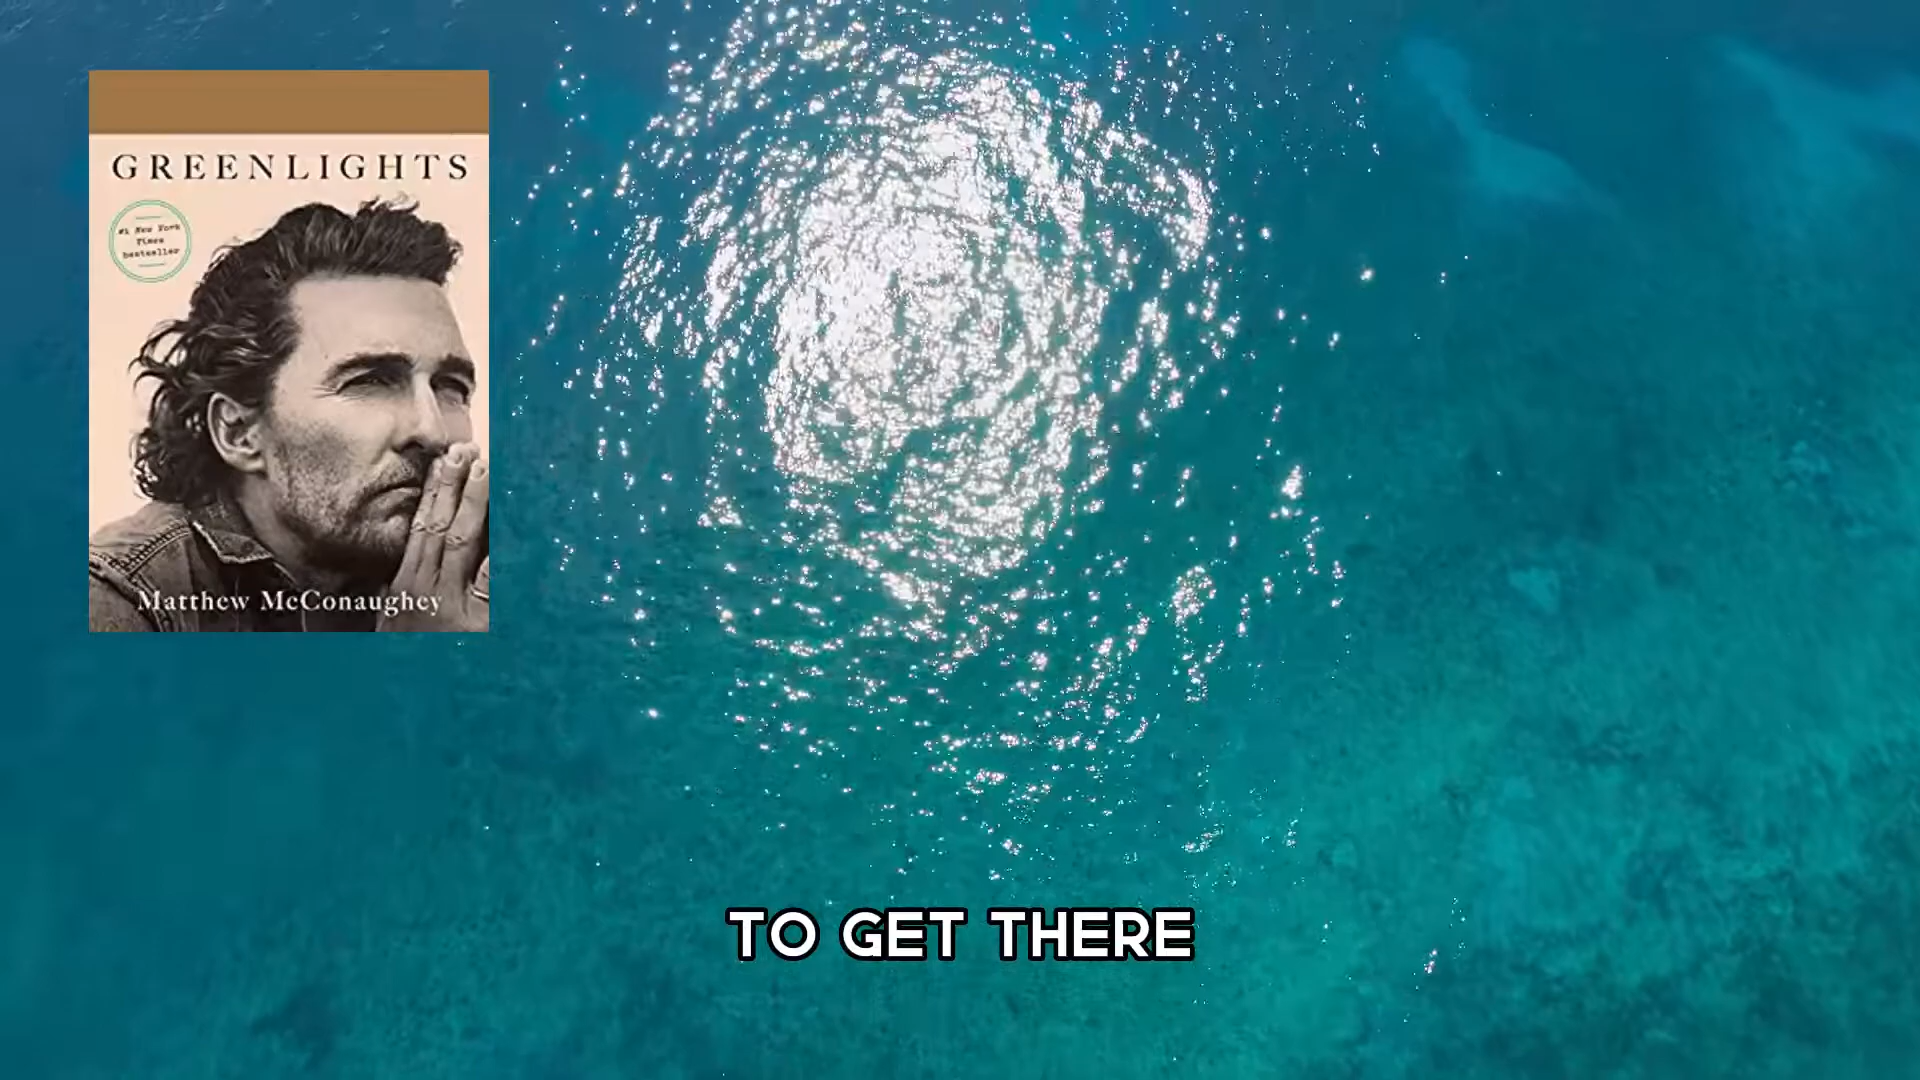 GREENLIGHTS
#1 New York
Times
bestseller
Matthew McConaughey
TO GET THERE